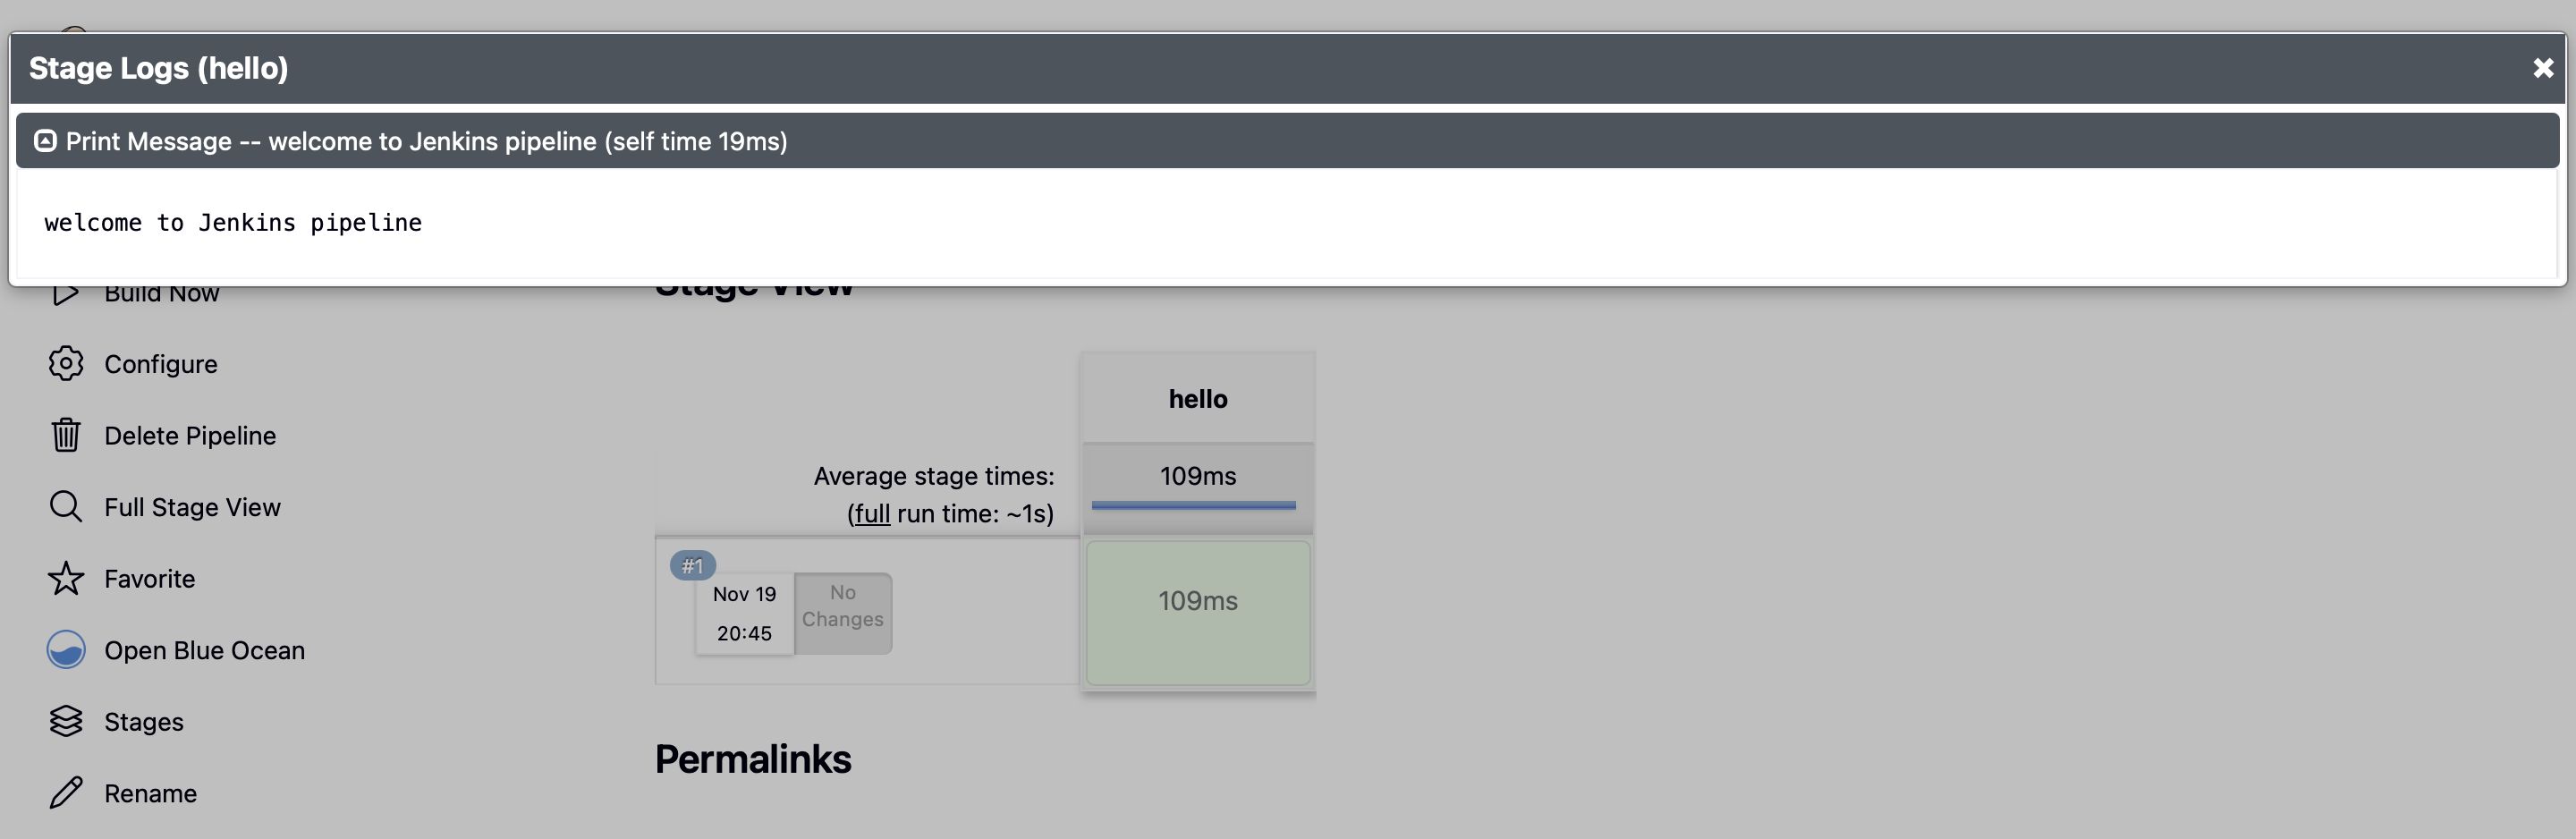 Stage Logs (hello)
Print Message -- welcome to Jenkins pipeline (self time 19ms)
welcome to Jenkins pipeline
Build Now
Configure
Delete Pipeline
Full Stage View
Favorite
Open Blue Ocean
Stages
Rename
Stage View
hello
Average stage times:
(full run time: ~1s)
109ms
#1
Nov 19
20:45
No
Changes
109ms
Permalinks